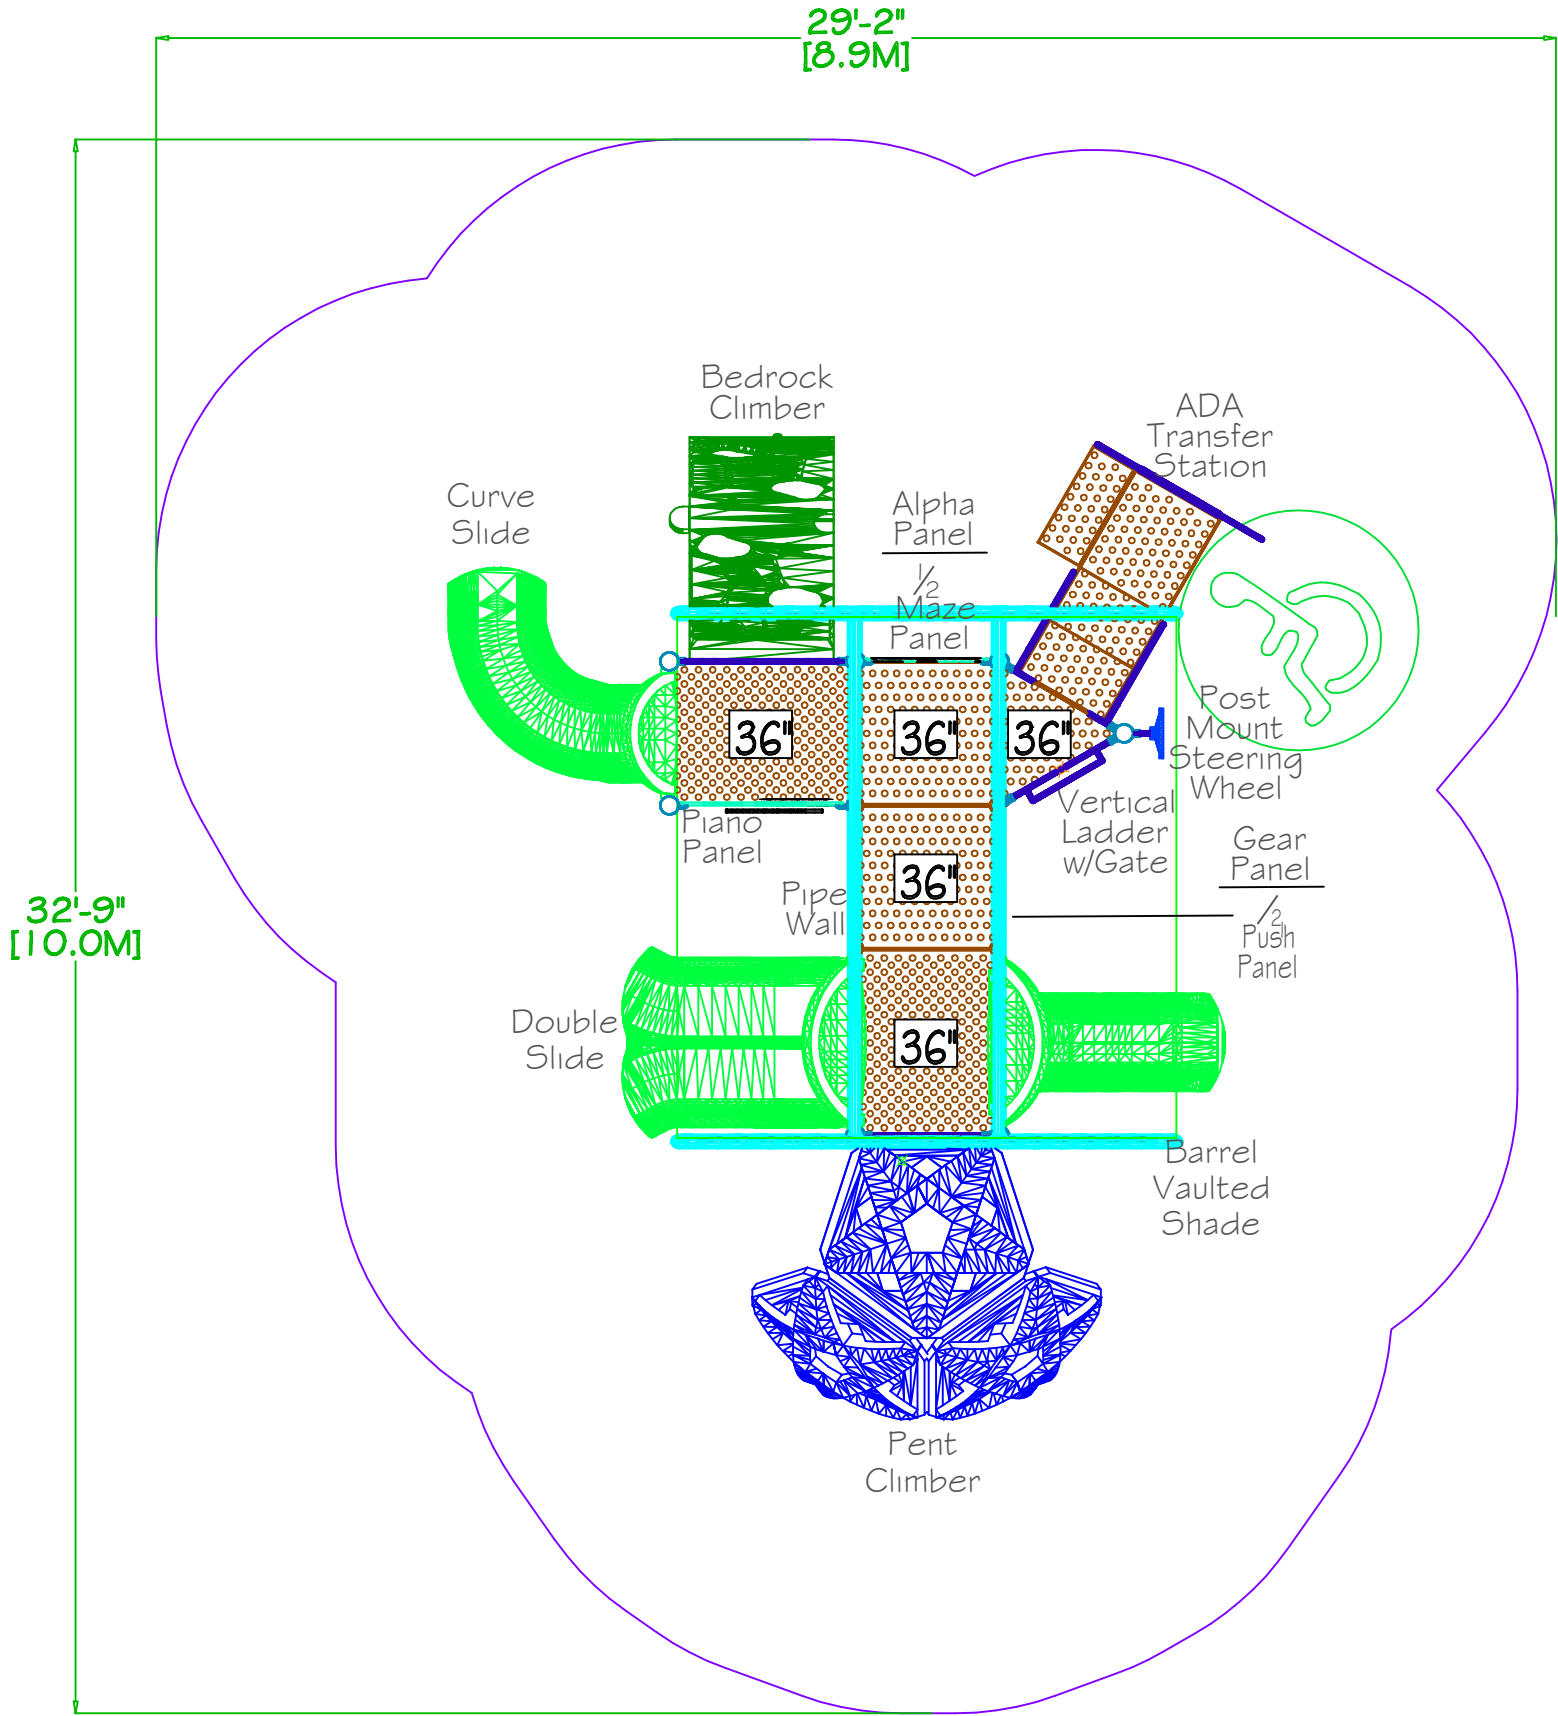 29'-2"
[8.9M]
Bedrock
Climber
ADA
Transfer
Station
Curve
Slide
Alpha
Panel
1/2
Maze
Panel
36"
36"
36"
Post
Mount
Steering
Wheel
Piano
Panel
Vertical
Ladder
w/Gate
Gear
Panel
36"
Pipe
Wall
32'-9"
[10.0M]
/2
Push
Panel
Double
Slide
36"
Barrel
Vaulted
Shade
Pent
Climber